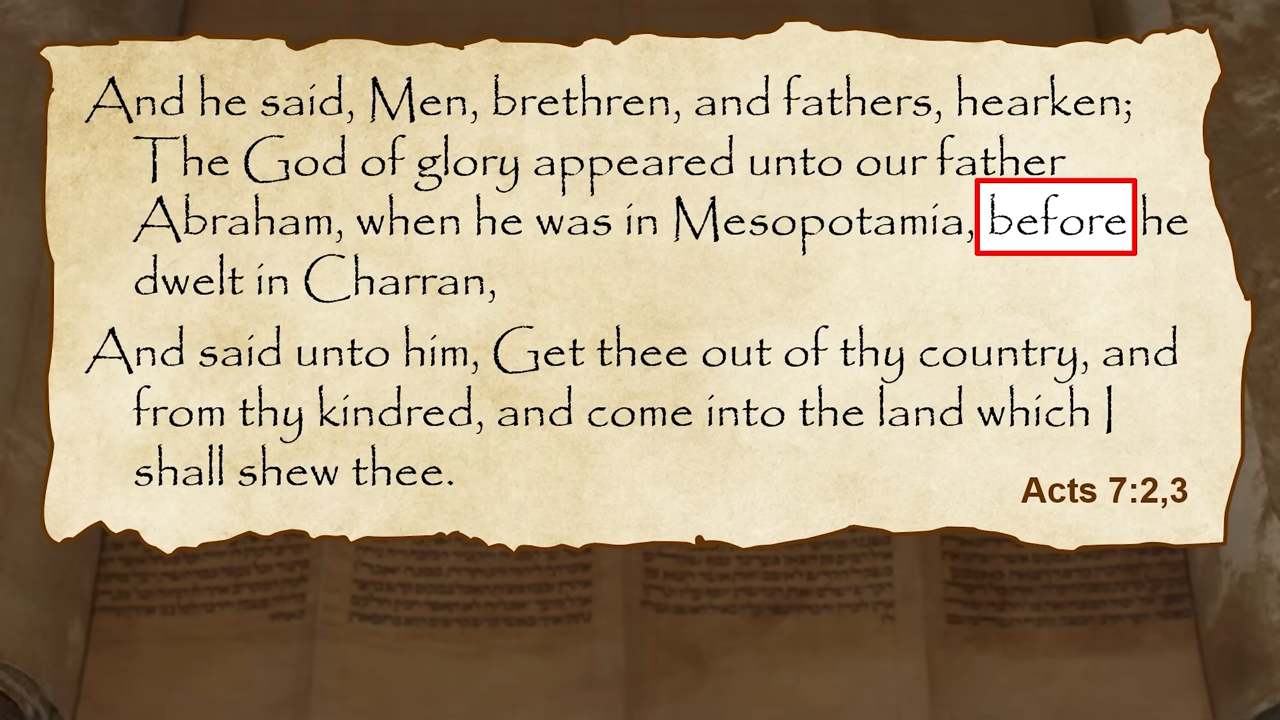 And he said, Men, brethren, and fathers, hearken;
The God of glory appeared unto our father
Abraham, when he was in Mesopotamia, before he
dwelt in Charran,
And said unto him, Get thee out of thy country, and
from thy kindred, and come into the land which I
shall shew thee.
Acts 7:2,3